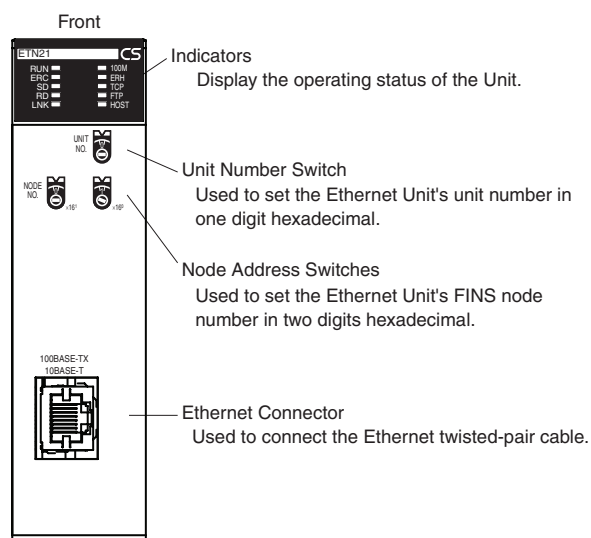 Front
ETN21 CS
RUN 100M
ERC ERH
SD TCP
RD FTP
LNK HOST
Indicators
Display the operating status of the Unit.
UNIT
NO.
Unit Number Switch
Used to set the Ethernet Unit's unit number in
one digit hexadecimal.
NODE
NO.
×16¹ ×16⁰
Node Address Switches
Used to set the Ethernet Unit's FINS node
number in two digits hexadecimal.
100BASE-TX
10BASE-T
Ethernet Connector
Used to connect the Ethernet twisted-pair cable.